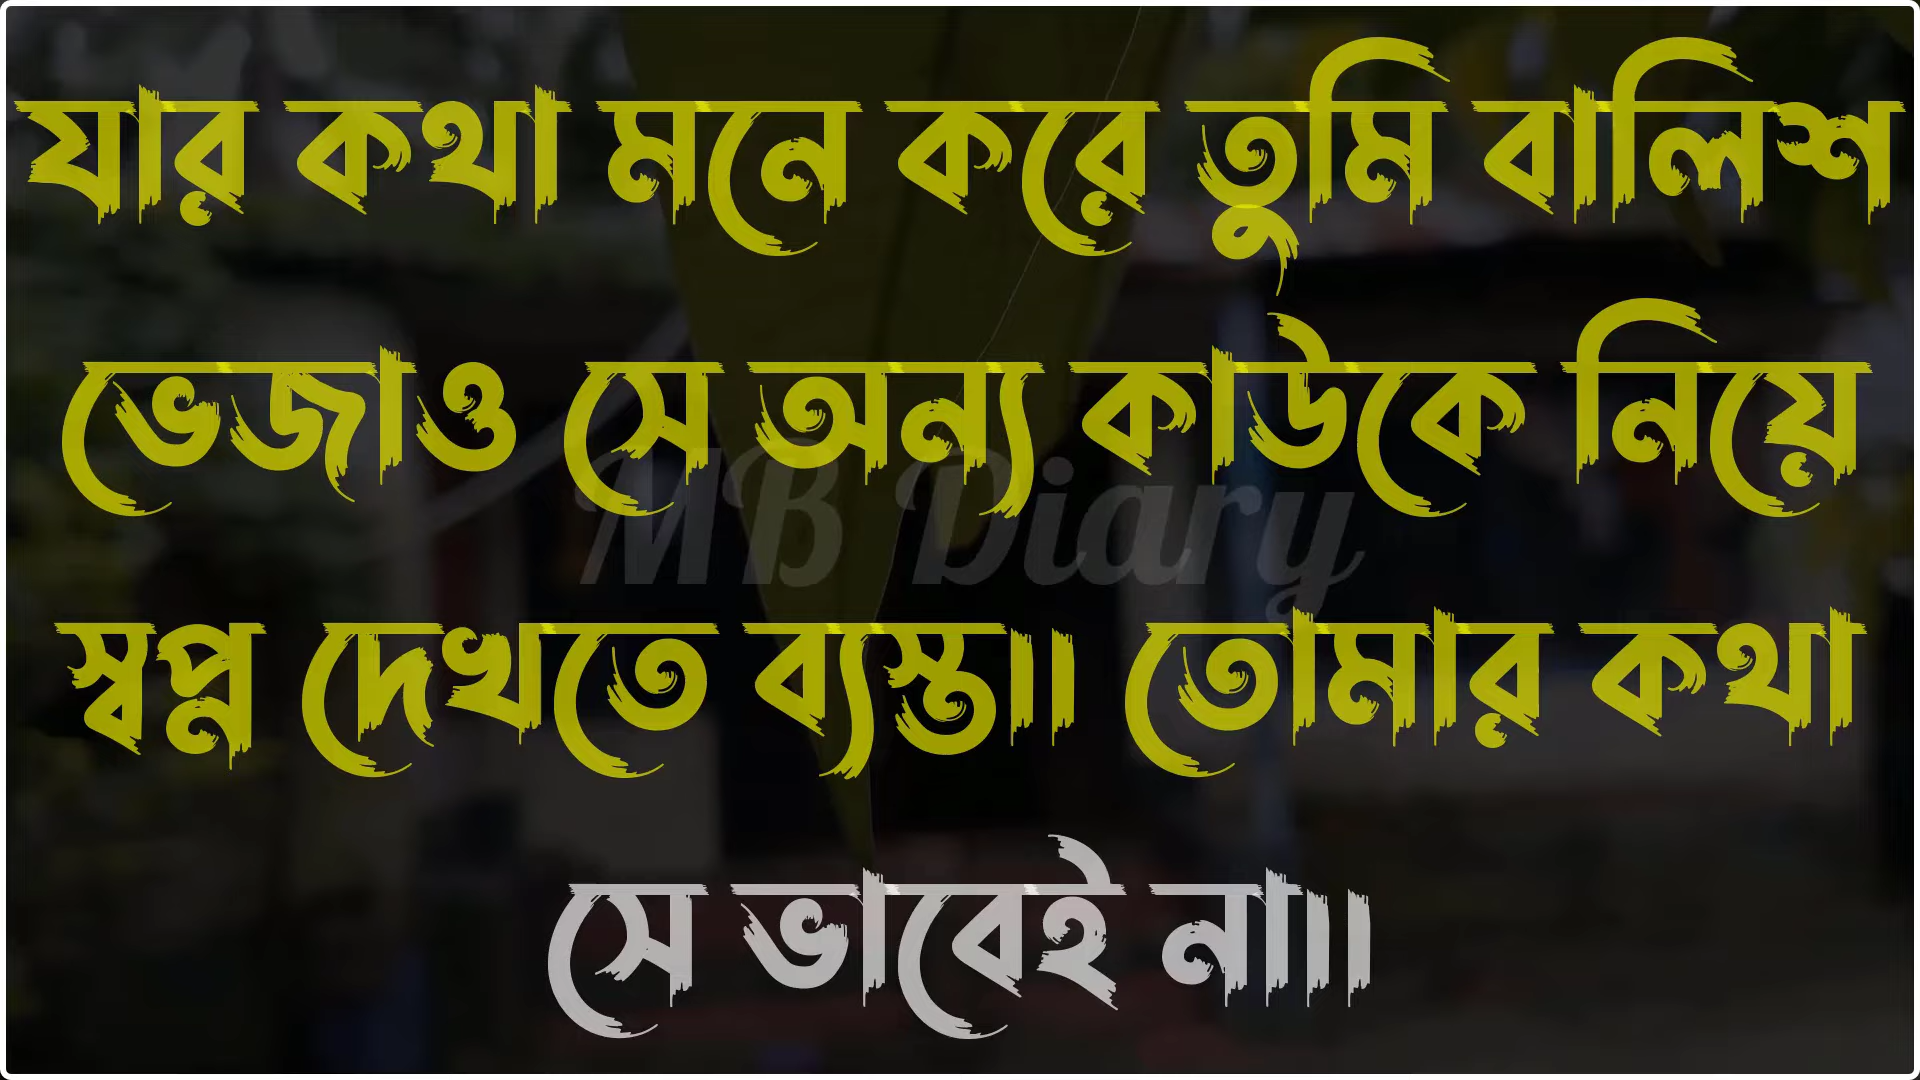 যার কথা মনে করে তুমি বালিশ
ভেজাও সে অন্য কাউকে নিয়ে
MB Diary
স্বপ্ন দেখতে ব্যস্ত।। তোমার কথা
সে ভাবেই না।।